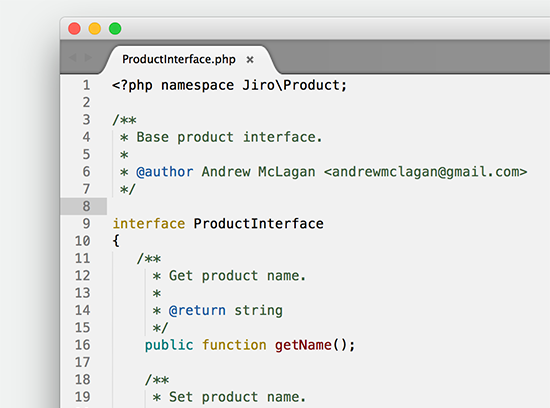 ProductInterface.php ×
1 <?php namespace Jiro\Product;
2
3 /**
4 * Base product interface.
5 *
6 * @author Andrew McLagan <andrewmclagan@gmail.com>
7 */
8
9 interface ProductInterface
10 {
11 /**
12 * Get product name.
13 *
14 * @return string
15 */
16 public function getName();
17
18 /**
19 * Set product name.